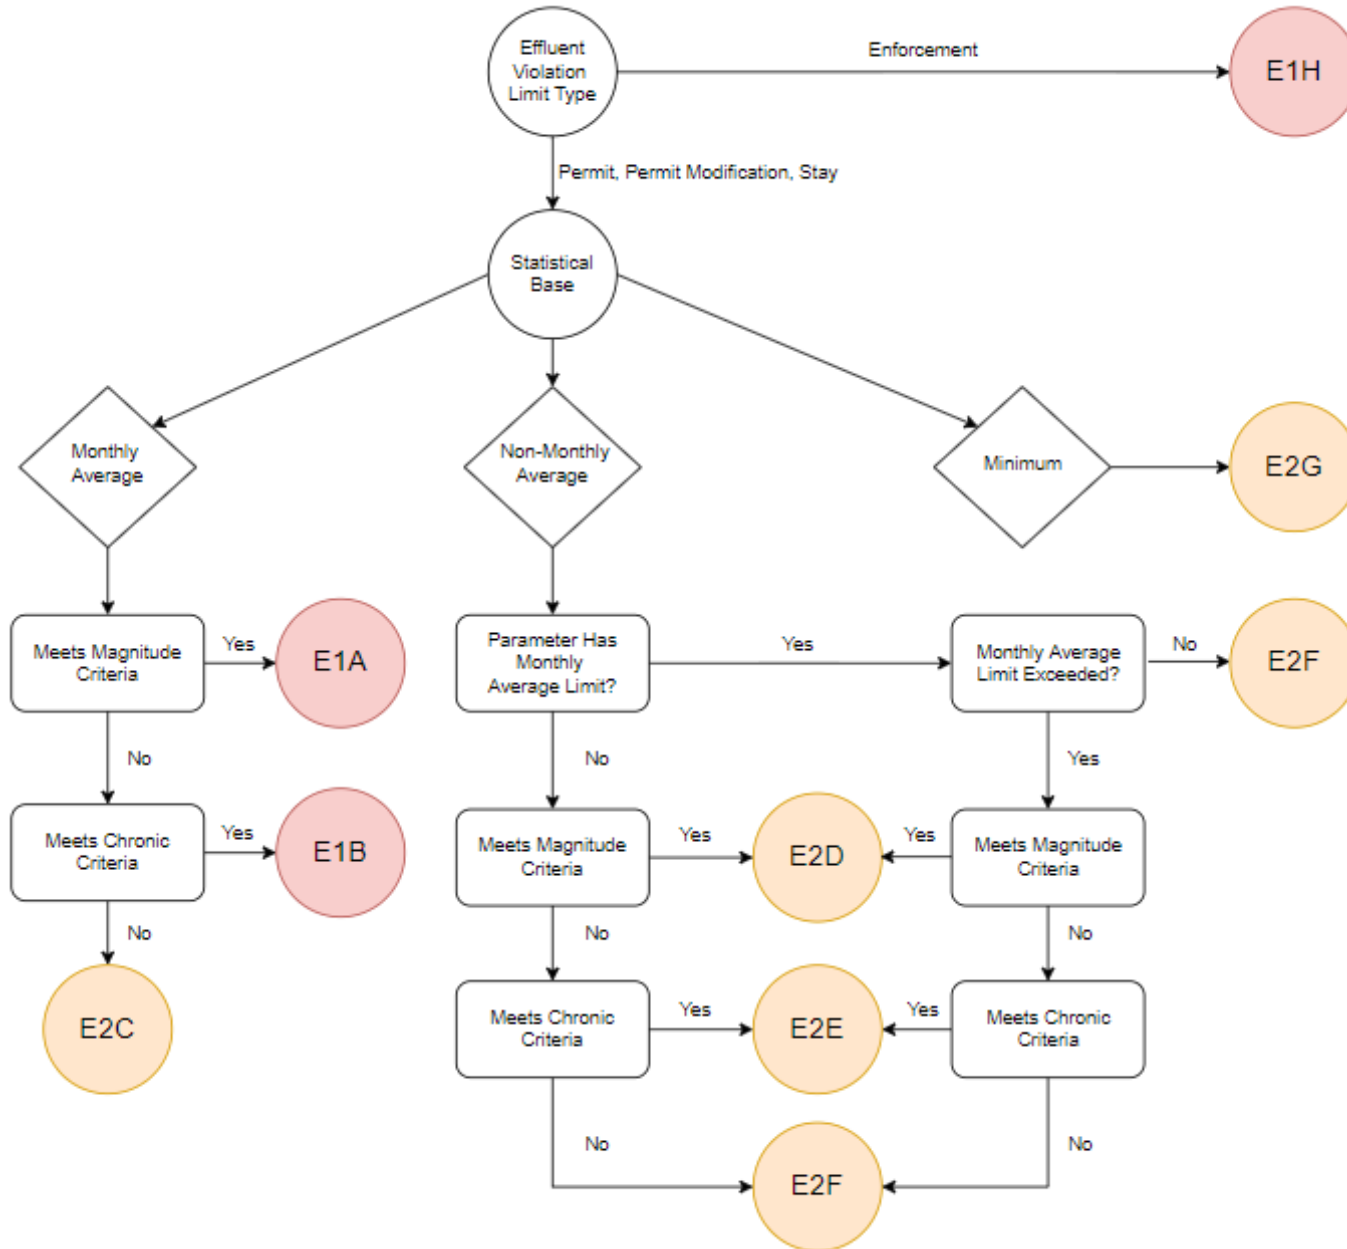 Effluent
Violation
Limit Type
Enforcement
E1H
Permit, Permit Modification, Stay
Statistical
Base
Monthly
Average
Non-Monthly
Average
Minimum
E2G
Meets Magnitude
Criteria
Yes
E1A
Parameter Has
Monthly
Average Limit?
Yes
Monthly Average
Limit Exceeded?
No
E2F
No
No
Yes
Meets Chronic
Criteria
Yes
E1B
Meets Magnitude
Criteria
Yes
E2D
Yes
Meets Magnitude
Criteria
No
No
No
E2C
Meets Chronic
Criteria
Yes
E2E
Yes
Meets Chronic
Criteria
No
No
E2F